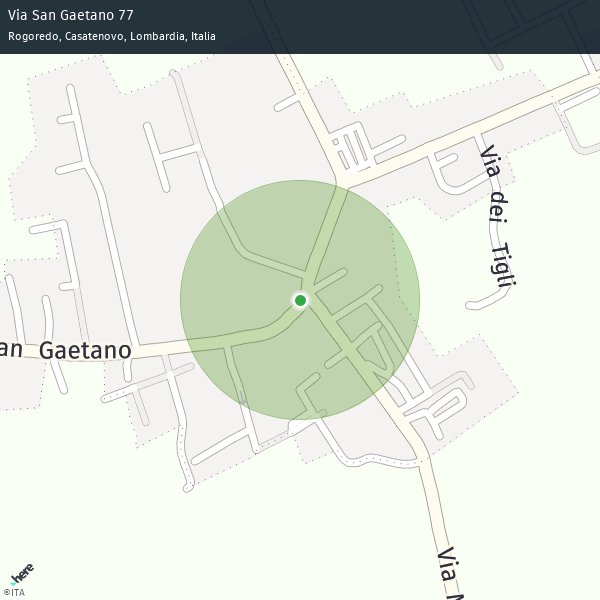 Via San Gaetano 77
Rogoredo, Casatenovo, Lombardia, Italia
Via dei Tigli
an Gaetano
Via
here
©ITA